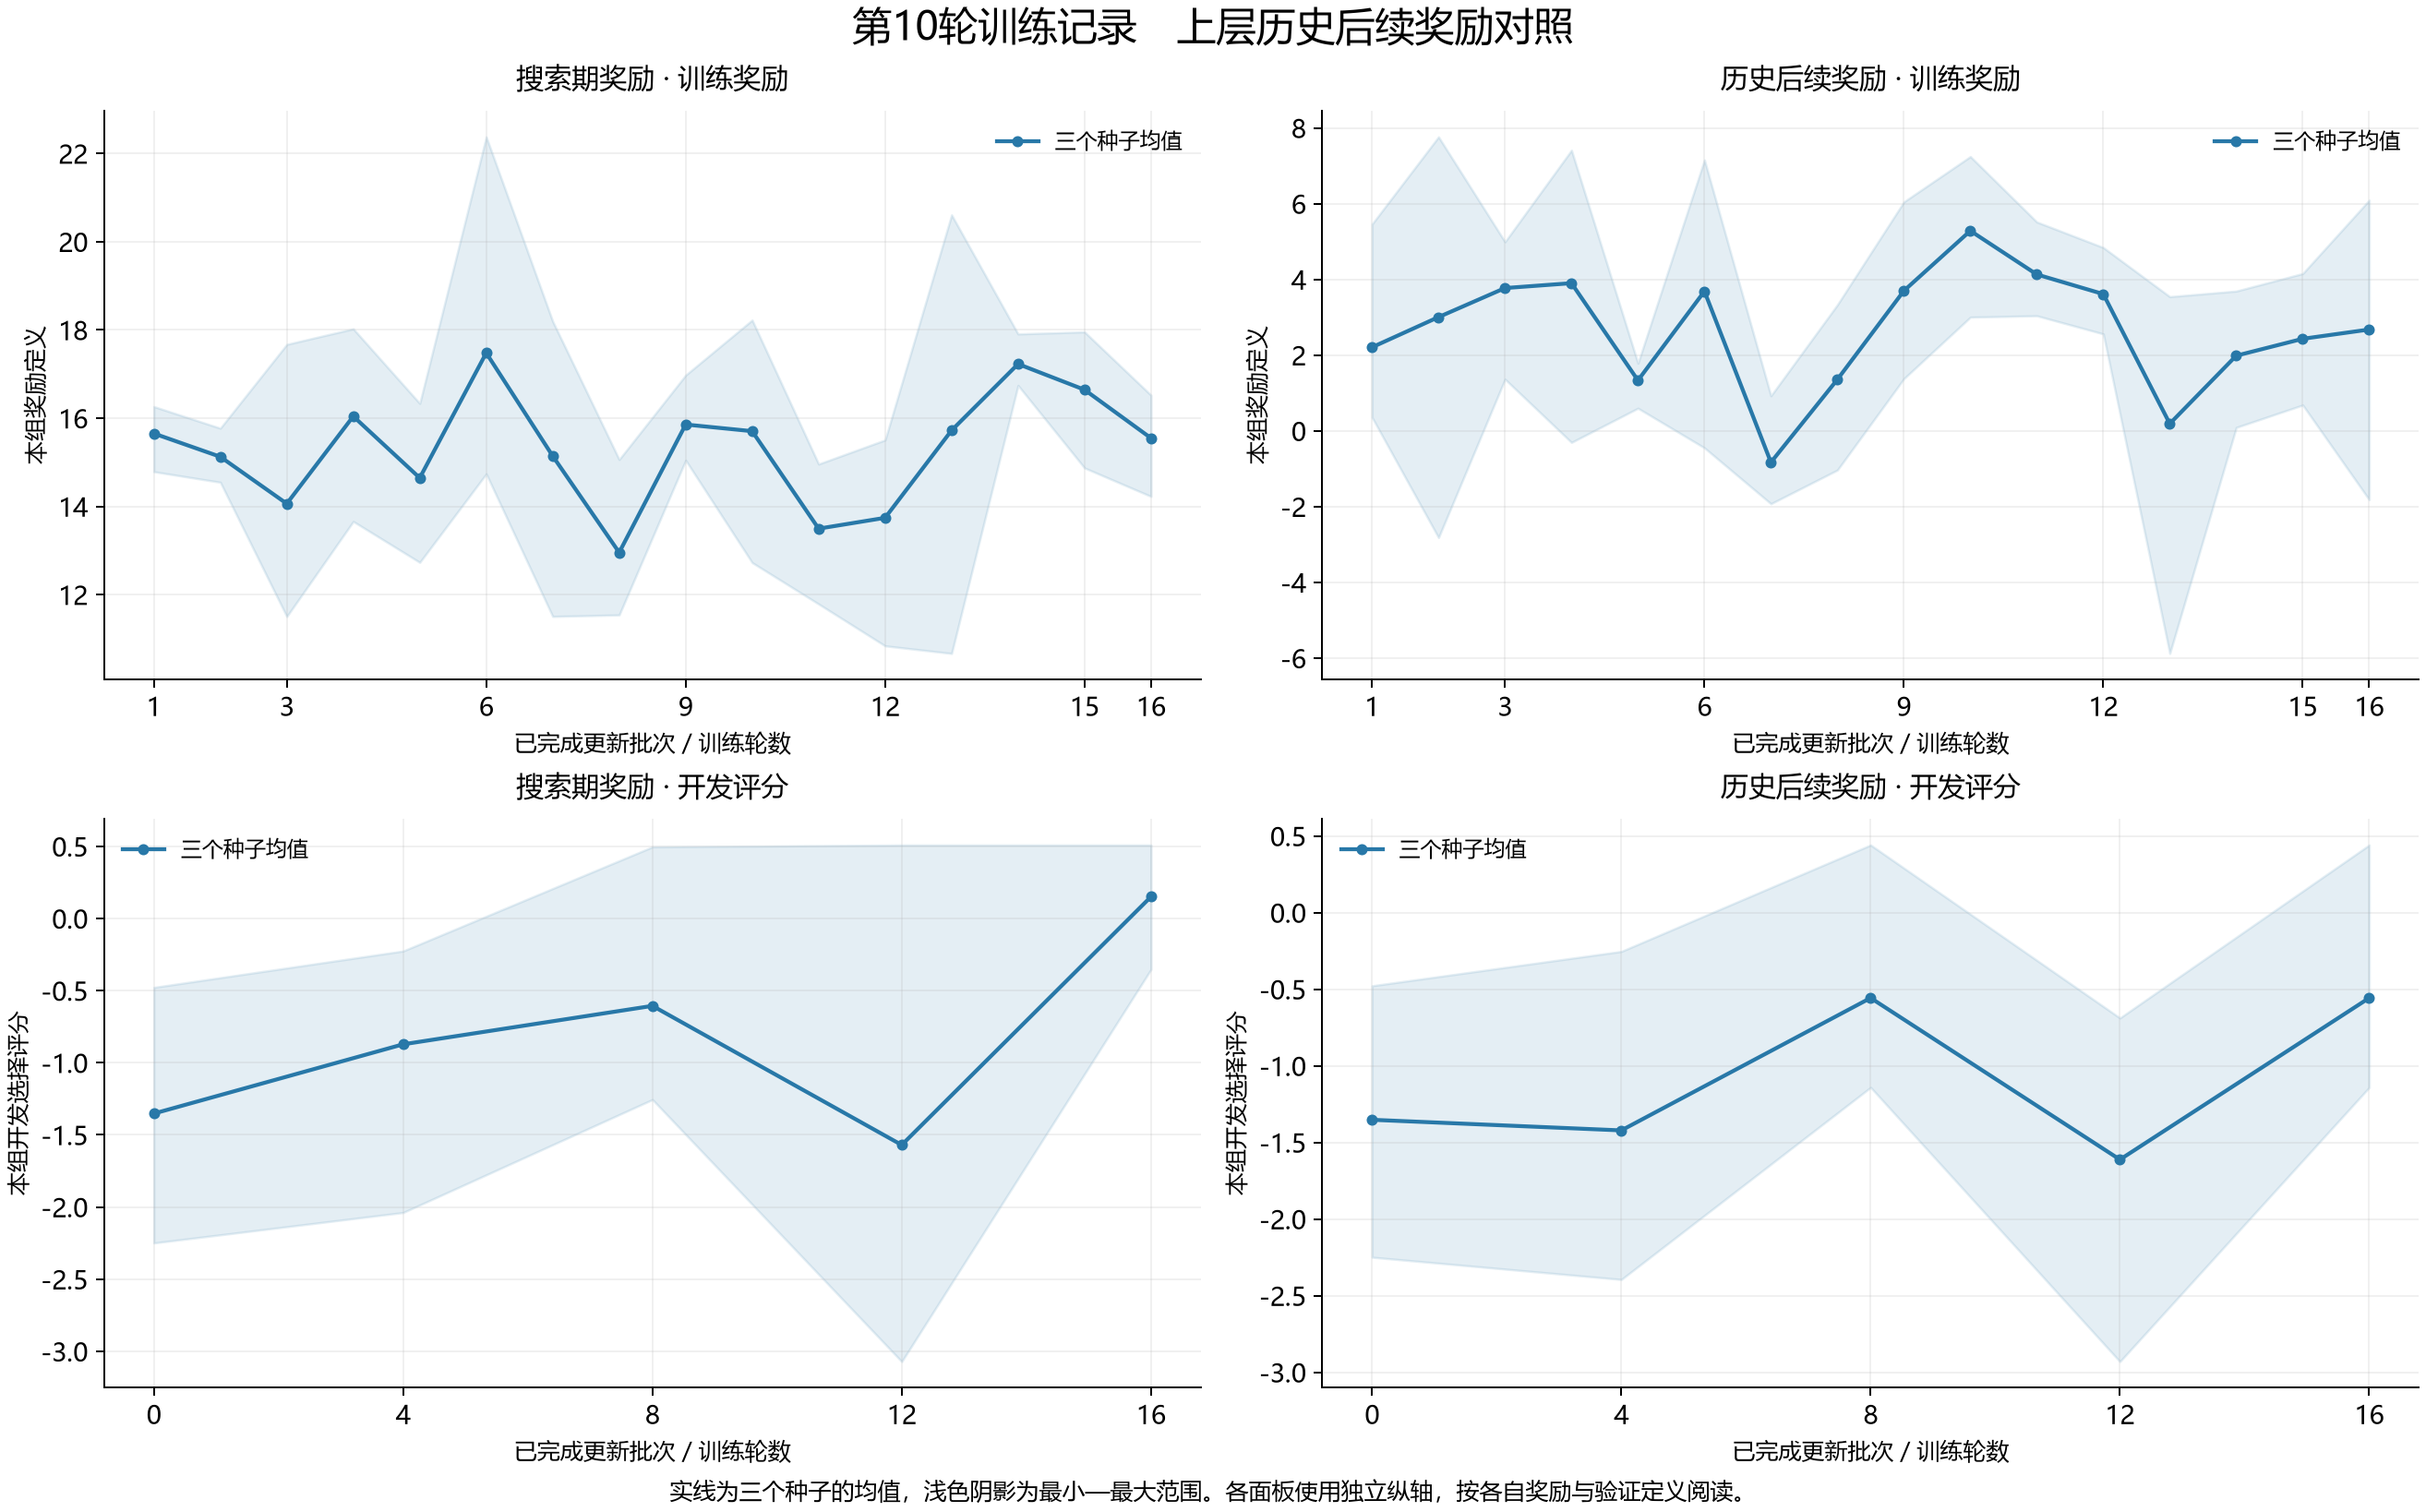 第10轮训练记录　上层历史后续奖励对照
搜索期奖励 · 训练奖励
本组奖励定义
三个种子均值
22
20
18
16
14
12
1 3 6 9 12 15 16
已完成更新批次 / 训练轮数
历史后续奖励 · 训练奖励
本组奖励定义
三个种子均值
8
6
4
2
0
-2
-4
-6
1 3 6 9 12 15 16
已完成更新批次 / 训练轮数
搜索期奖励 · 开发评分
本组开发选择评分
三个种子均值
0.5
0.0
-0.5
-1.0
-1.5
-2.0
-2.5
-3.0
0 4 8 12 16
已完成更新批次 / 训练轮数
历史后续奖励 · 开发评分
本组开发选择评分
三个种子均值
0.5
0.0
-0.5
-1.0
-1.5
-2.0
-2.5
-3.0
0 4 8 12 16
已完成更新批次 / 训练轮数
实线为三个种子的均值，浅色阴影为最小—最大范围。各面板使用独立纵轴，按各自奖励与验证定义阅读。